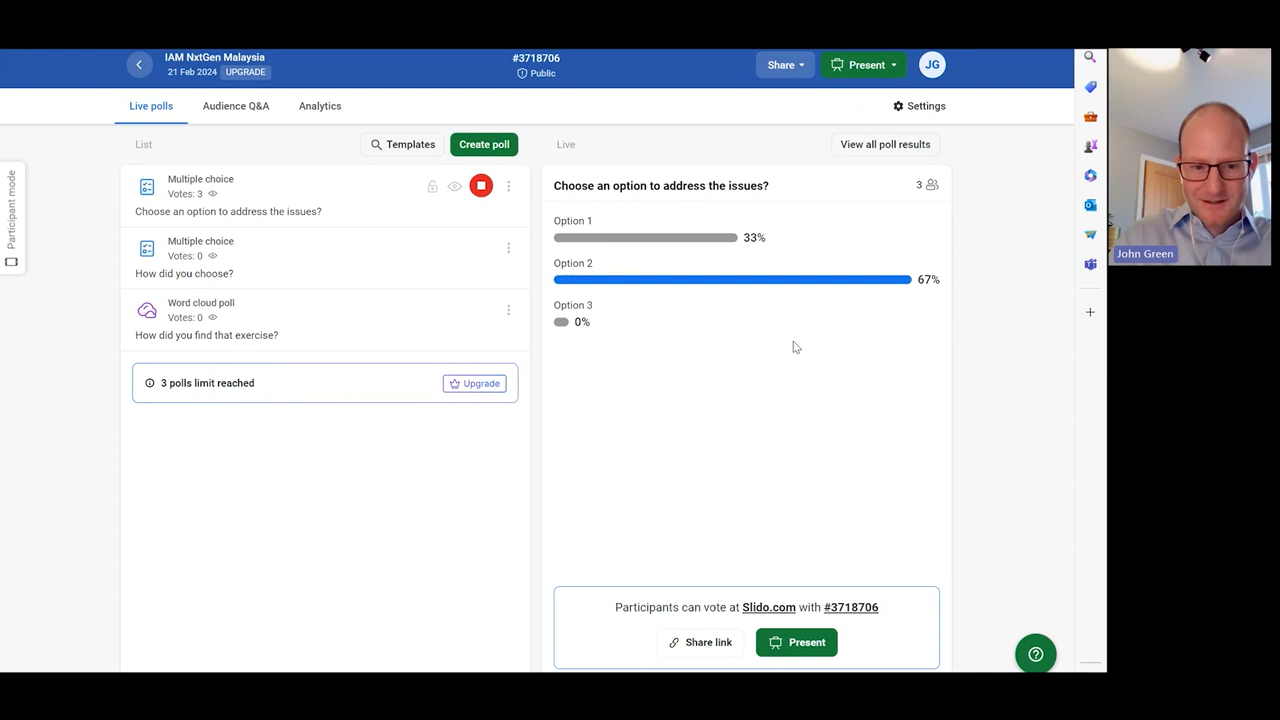 IAM NxtGen Malaysia
21 Feb 2024 UPGRADE
#3718706
Public
Share
Present
JG
Live polls
Audience Q&A
Analytics
Settings
Participant mode
List
Templates
Create poll
Multiple choice
Votes: 3
Choose an option to address the issues?
Multiple choice
Votes: 0
How did you choose?
Word cloud poll
Votes: 0
How did you find that exercise?
3 polls limit reached
Upgrade
Live
View all poll results
Choose an option to address the issues?
3
Option 1
33%
Option 2
67%
Option 3
0%
Participants can vote at Slido.com with #3718706
Share link
Present
John Green